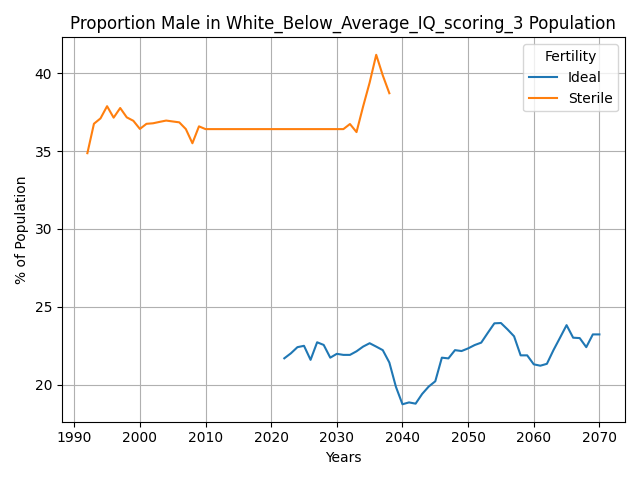 Proportion Male in White_Below_Average_IQ_scoring_3 Population
Fertility
Ideal
Sterile
% of Population
40
35
30
25
20
1990 2000 2010 2020 2030 2040 2050 2060 2070
Years